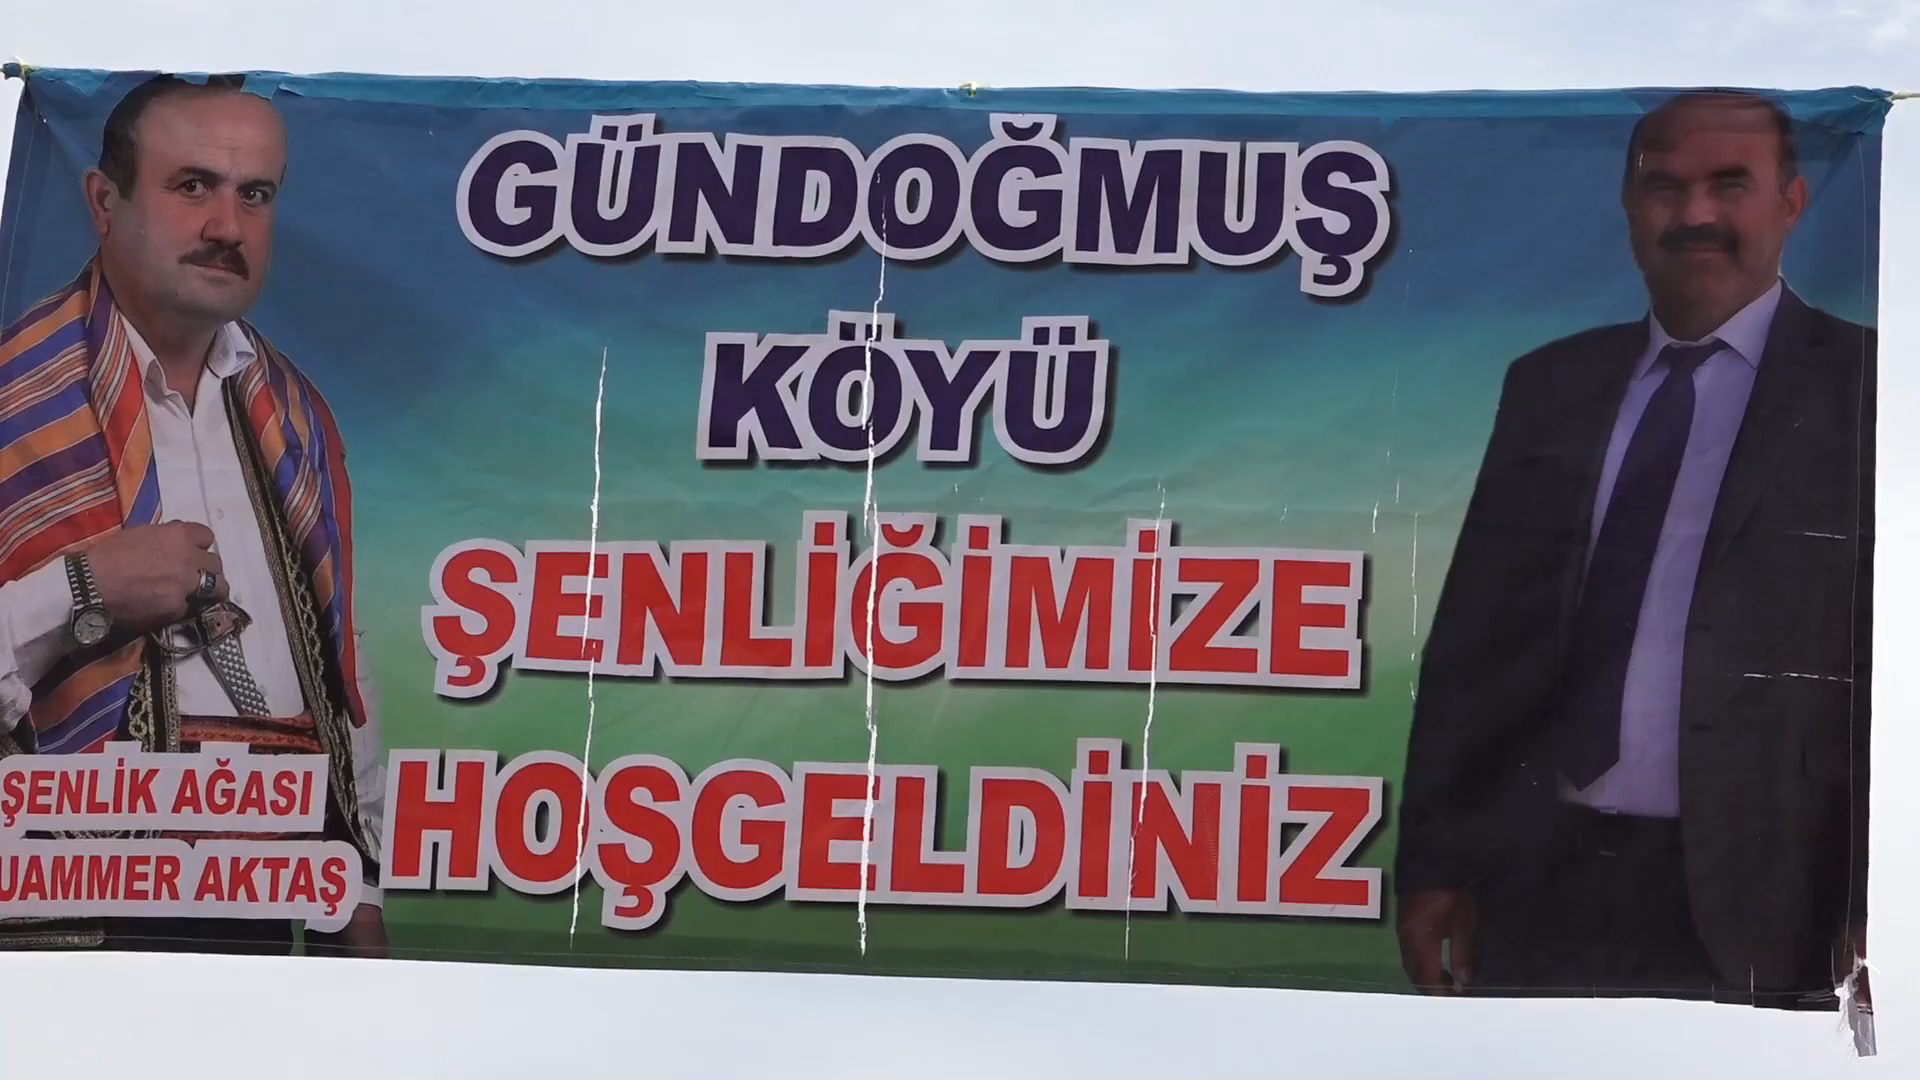 GÜNDOĞMUŞ
KÖYÜ
ŞENLİĞİMİZE
HOŞGELDİNİZ
ŞENLİK AĞASI
UAMMER AKTAŞ